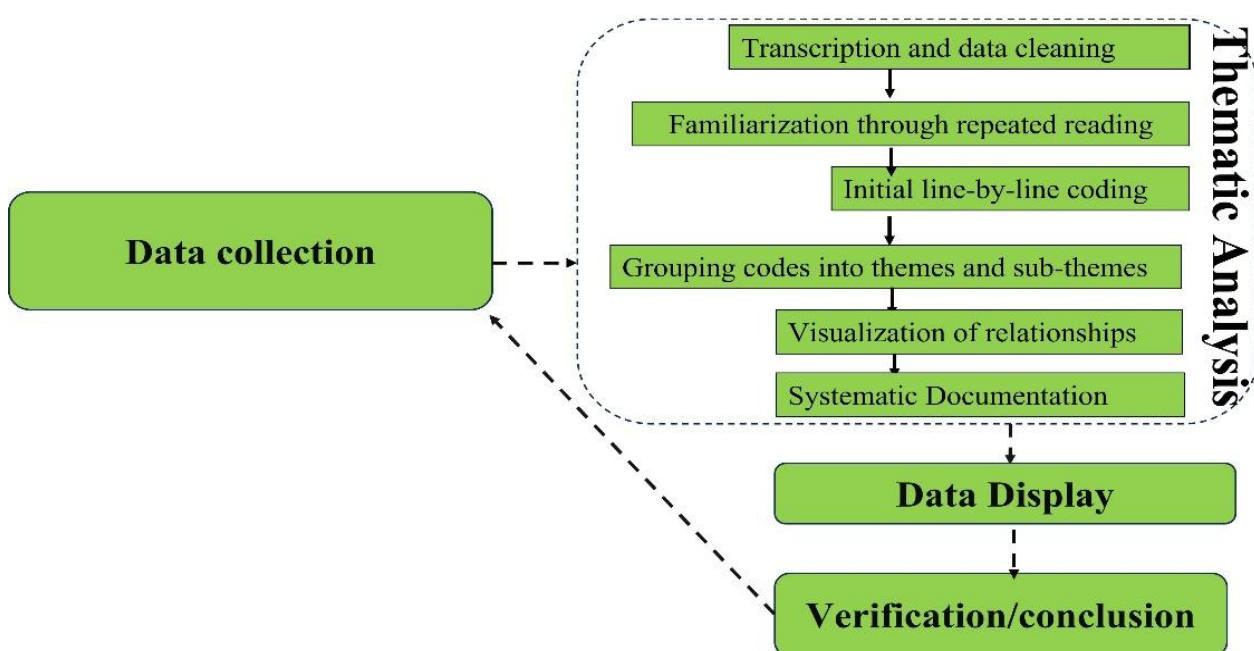 Data collection
Transcription and data cleaning
Familiarization through repeated reading
Initial line-by-line coding
Grouping codes into themes and sub-themes
Visualization of relationships
Systematic Documentation
Thematic Analysis
Data Display
Verification/conclusion